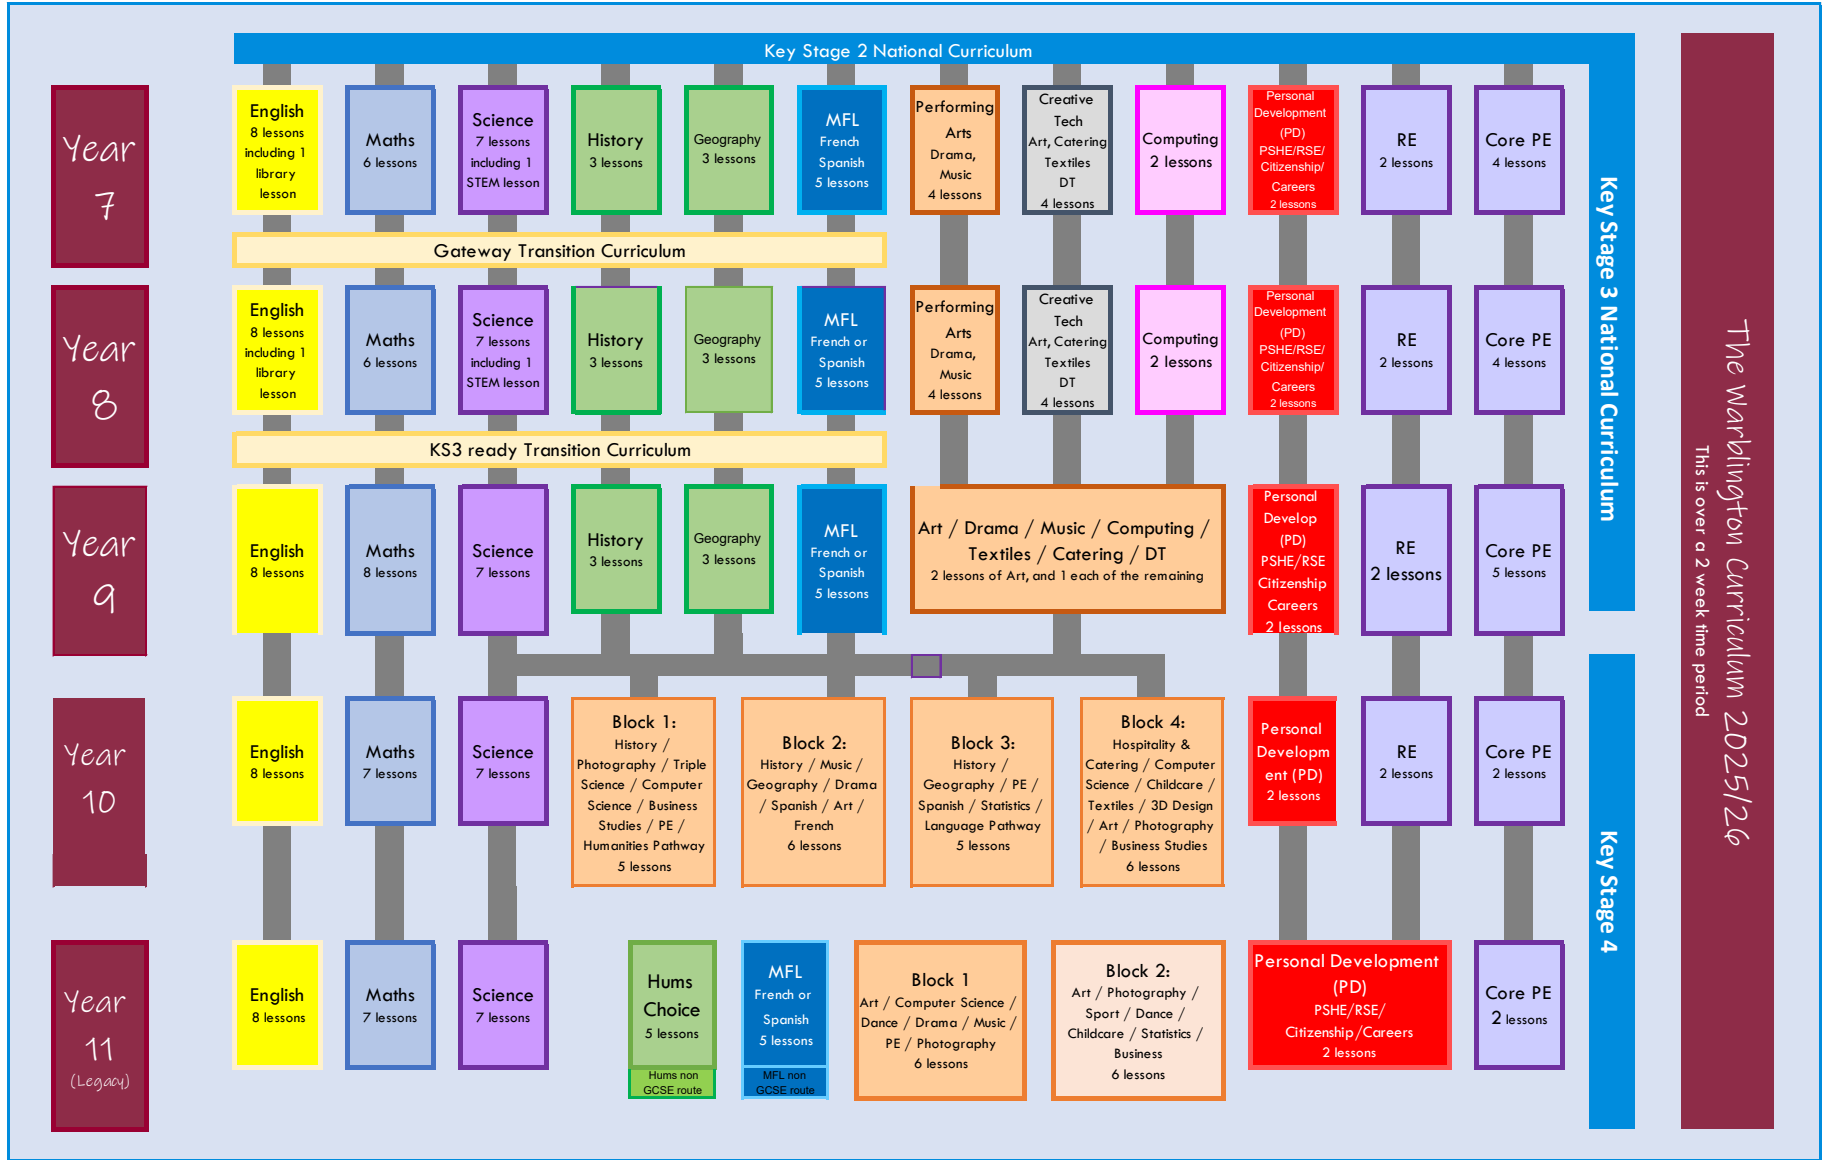 Key Stage 2 National Curriculum
Year
7
English
8 lessons
including 1
library
lesson
Maths
6 lessons
Science
7 lessons
including 1
STEM lesson
History
3 lessons
Geography
3 lessons
MFL
French
Spanish
5 lessons
Performing
Arts
Drama,
Music
4 lessons
Creative
Tech
Art, Catering
Textiles
DT
4 lessons
Computing
2 lessons
Personal
Development
(PD)
PSHE/RSE/
Citizenship/
Careers
2 lessons
RE
2 lessons
Core PE
4 lessons
Gateway Transition Curriculum
Year
8
English
8 lessons
including 1
library
lesson
Maths
6 lessons
Science
7 lessons
including 1
STEM lesson
History
3 lessons
Geography
3 lessons
MFL
French or
Spanish
5 lessons
Performing
Arts
Drama,
Music
4 lessons
Creative
Tech
Art, Catering
Textiles
DT
4 lessons
Computing
2 lessons
Personal
Development
(PD)
PSHE/RSE/
Citizenship/
Careers
2 lessons
RE
2 lessons
Core PE
4 lessons
KS3 ready Transition Curriculum
Year
9
English
8 lessons
Maths
8 lessons
Science
7 lessons
History
3 lessons
Geography
3 lessons
MFL
French or
Spanish
5 lessons
Art / Drama / Music / Computing /
Textiles / Catering / DT
2 lessons of Art, and 1 each of the remaining
Personal
Develop
(PD)
PSHE/RSE
Citizenship
Careers
2 lessons
RE
2 lessons
Core PE
5 lessons
Key Stage 3 National Curriculum
Year
10
English
8 lessons
Maths
7 lessons
Science
7 lessons
Block 1:
History /
Photography / Triple
Science / Computer
Science / Business
Studies / PE /
Humanities Pathway
5 lessons
Block 2:
History / Music /
Geography / Drama
/ Spanish / Art /
French
6 lessons
Block 3:
History /
Geography / PE /
Spanish / Statistics /
Language Pathway
5 lessons
Block 4:
Hospitality &
Catering / Computer
Science / Childcare /
Textiles / 3D Design
/ Art / Photography
/ Business Studies
6 lessons
Personal
Developm
ent (PD)
2 lessons
RE
2 lessons
Core PE
2 lessons
Year
11
(Legacy)
English
8 lessons
Maths
7 lessons
Science
7 lessons
Hums
Choice
5 lessons
Hums non
GCSE route
MFL
French or
Spanish
5 lessons
MFL non
GCSE route
Block 1
Art / Computer Science /
Dance / Drama / Music /
PE / Photography
6 lessons
Block 2:
Art / Photography /
Sport / Dance /
Childcare / Statistics /
Business
6 lessons
Personal Development
(PD)
PSHE/RSE/
Citizenship/Careers
2 lessons
Core PE
2 lessons
Key Stage 4
The Warblington Curriculum 2025/26
This is over a 2 week time period